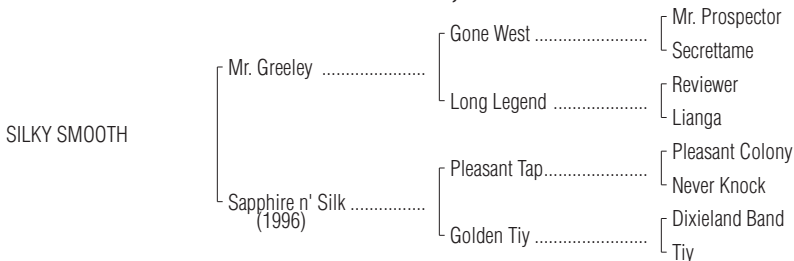 Mr. Prospector
Gone West ........................
Secrettame
Mr. Greeley ......................
Reviewer
Long Legend ....................
Lianga
SILKY SMOOTH
Pleasant Colony
Pleasant Tap......................
Never Knock
Sapphire n' Silk ................
(1996)
Dixieland Band
Golden Tiy ........................
Tiy